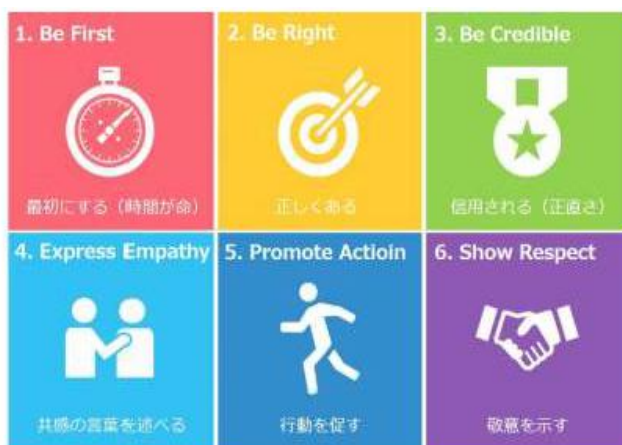 1. Be First
最初にする（時間が命）
2. Be Right
正しくある
3. Be Credible
信用される（正直さ）
4. Express Empathy
共感の言葉を述べる
5. Promote Actioin
行動を促す
6. Show Respect
敬意を示す